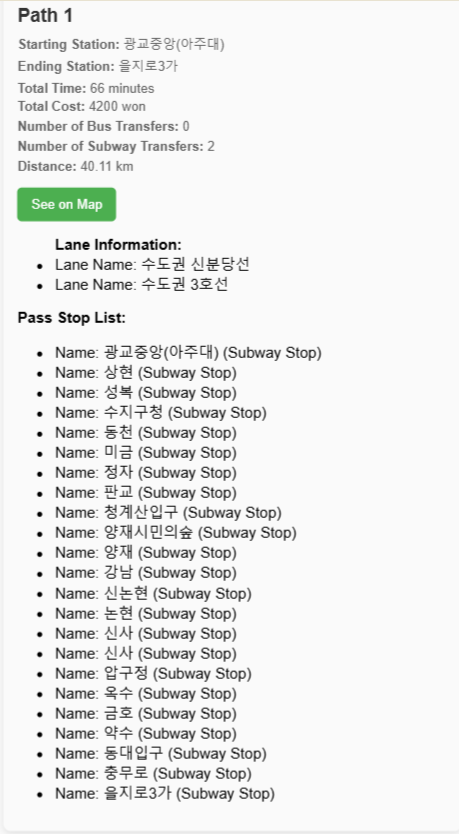 Path 1
Starting Station: 광교중앙(아주대)
Ending Station: 을지로3가
Total Time: 66 minutes
Total Cost: 4200 won
Number of Bus Transfers: 0
Number of Subway Transfers: 2
Distance: 40.11 km
See on Map
Lane Information:
• Lane Name: 수도권 신분당선
• Lane Name: 수도권 3호선
Pass Stop List:
• Name: 광교중앙(아주대) (Subway Stop)
• Name: 상현 (Subway Stop)
• Name: 성복 (Subway Stop)
• Name: 수지구청 (Subway Stop)
• Name: 동천 (Subway Stop)
• Name: 미금 (Subway Stop)
• Name: 정자 (Subway Stop)
• Name: 판교 (Subway Stop)
• Name: 청계산입구 (Subway Stop)
• Name: 양재시민의숲 (Subway Stop)
• Name: 양재 (Subway Stop)
• Name: 강남 (Subway Stop)
• Name: 신논현 (Subway Stop)
• Name: 논현 (Subway Stop)
• Name: 신사 (Subway Stop)
• Name: 신사 (Subway Stop)
• Name: 압구정 (Subway Stop)
• Name: 옥수 (Subway Stop)
• Name: 금호 (Subway Stop)
• Name: 약수 (Subway Stop)
• Name: 동대입구 (Subway Stop)
• Name: 충무로 (Subway Stop)
• Name: 을지로3가 (Subway Stop)